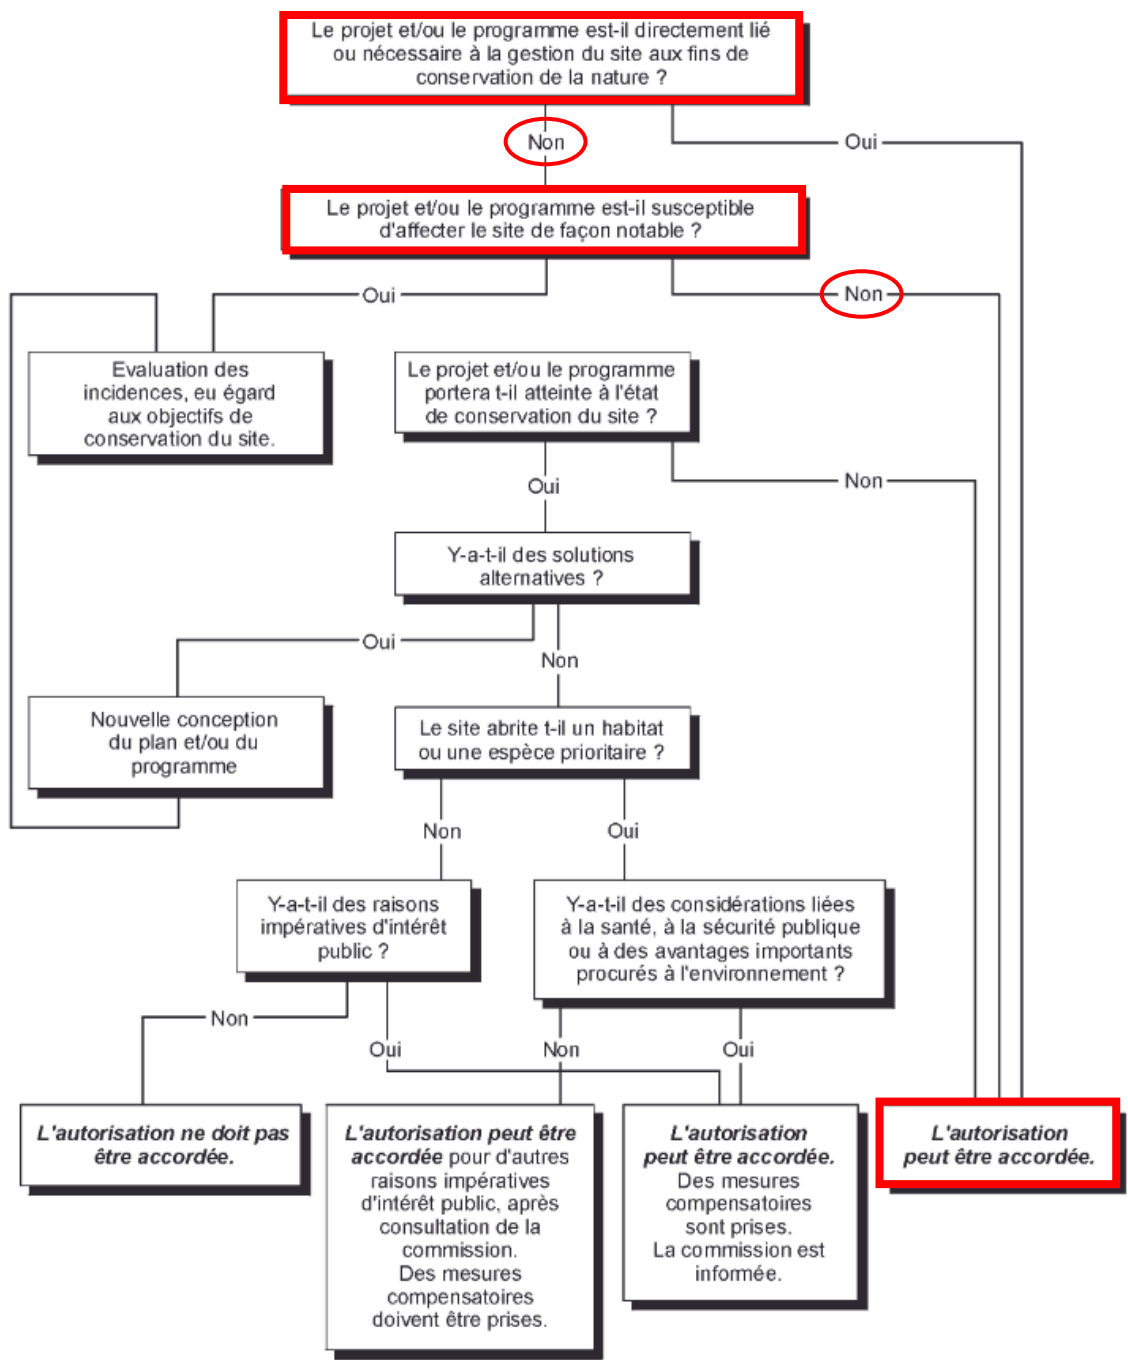 Le projet et/ou le programme est-il directement lié
ou nécessaire à la gestion du site aux fins de
conservation de la nature ?
Non
Oui
Le projet et/ou le programme est-il susceptible
d'affecter le site de façon notable ?
Oui
Non
Evaluation des
incidences, eu égard
aux objectifs de
conservation du site.
Le projet et/ou le programme
portera t-il atteinte à l'état
de conservation du site ?
Non
Oui
Y-a-t-il des solutions
alternatives ?
Oui
Non
Nouvelle conception
du plan et/ou du
programme
Le site abrite t-il un habitat
ou une espèce prioritaire ?
Non
Oui
Y-a-t-il des raisons
impératives d'intérêt
public ?
Y-a-t-il des considérations liées
à la santé, à la sécurité publique
ou à des avantages importants
procurés à l'environnement ?
Non
Oui
Non
Oui
L'autorisation ne doit pas
être accordée.
L'autorisation peut être
accordée pour d'autres
raisons impératives
d'intérêt public, après
consultation de la
commission.
Des mesures
compensatoires
doivent être prises.
L'autorisation
peut être accordée.
Des mesures
compensatoires
sont prises.
La commission est
informée.
L'autorisation
peut être accordée.